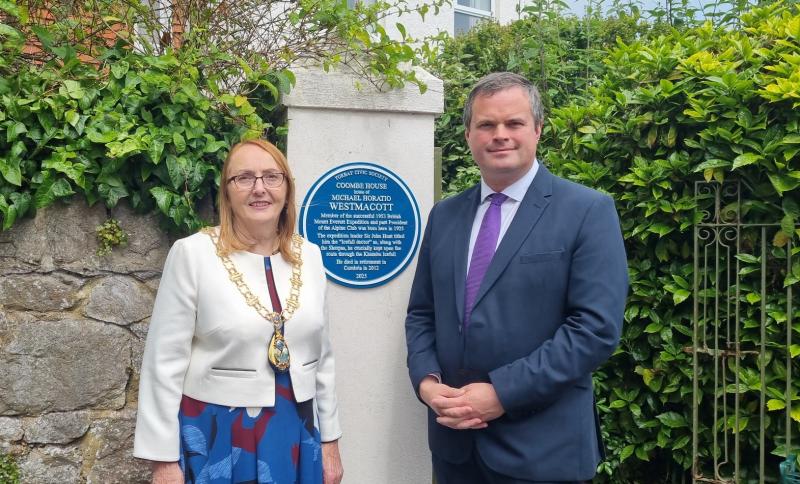 TORBAY CIVIC SOCIETY
COOMBE HOUSE
home of
MICHAEL HORATIO
WESTMACOTT
Member of the successful 1953 British
Mount Everest Expedition and past President
of the Alpine Club was born here in 1925
The expedition leader Sir John Hunt titled
him the "Icefall doctor" as, along with
the Sherpas, he crucially kept open the
route through the Khumbu Icefall
He died in retirement in
Cumbria in 2012
2025